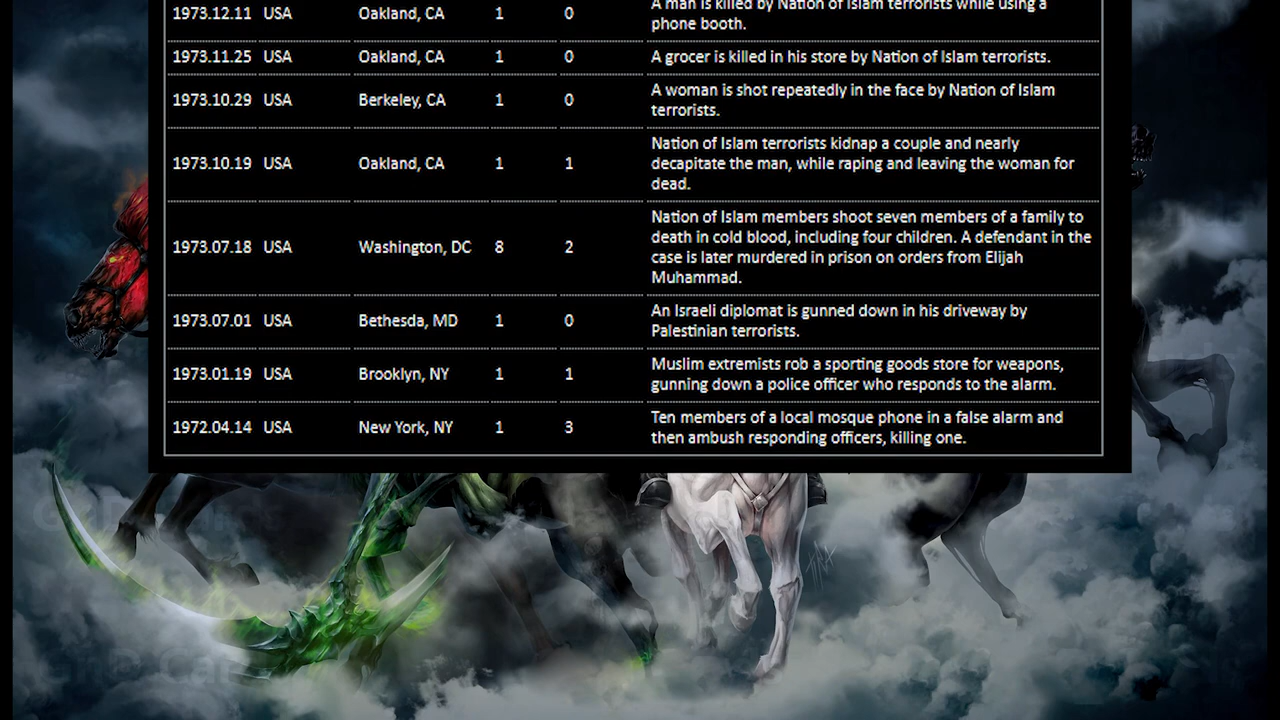 1973.12.11 USA Oakland, CA 1 0 A man is killed by Nation of Islam terrorists while using a
phone booth.
1973.11.25 USA Oakland, CA 1 0 A grocer is killed in his store by Nation of Islam terrorists.
1973.10.29 USA Berkeley, CA 1 0 A woman is shot repeatedly in the face by Nation of Islam
terrorists.
1973.10.19 USA Oakland, CA 1 1 Nation of Islam terrorists kidnap a couple and nearly
decapitate the man, while raping and leaving the woman for
dead.
1973.07.18 USA Washington, DC 8 2 Nation of Islam members shoot seven members of a family to
death in cold blood, including four children. A defendant in the
case is later murdered in prison on orders from Elijah
Muhammad.
1973.07.01 USA Bethesda, MD 1 0 An Israeli diplomat is gunned down in his driveway by
Palestinian terrorists.
1973.01.19 USA Brooklyn, NY 1 1 Muslim extremists rob a sporting goods store for weapons,
gunning down a police officer who responds to the alarm.
1972.04.14 USA New York, NY 1 3 Ten members of a local mosque phone in a false alarm and
then ambush responding officers, killing one.